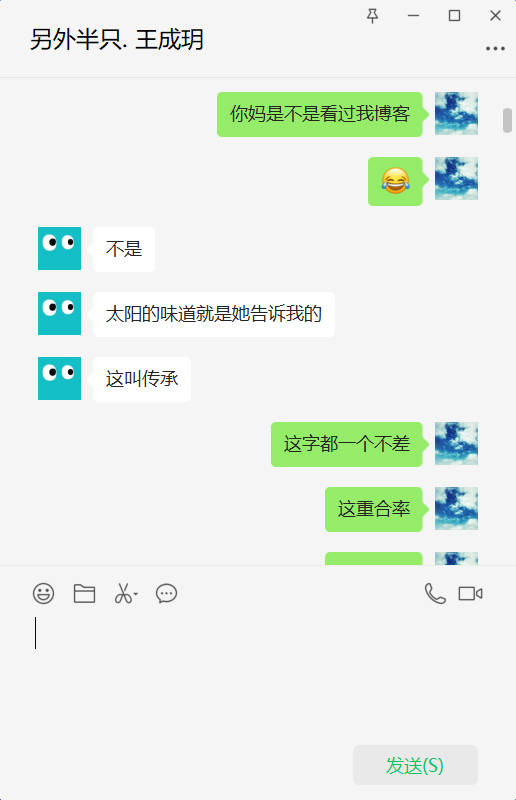 另外半只. 王成玥
你妈是不是看过我博客
不是
太阳的味道就是她告诉我的
这叫传承
这字都一个不差
这重合率
发送(S)